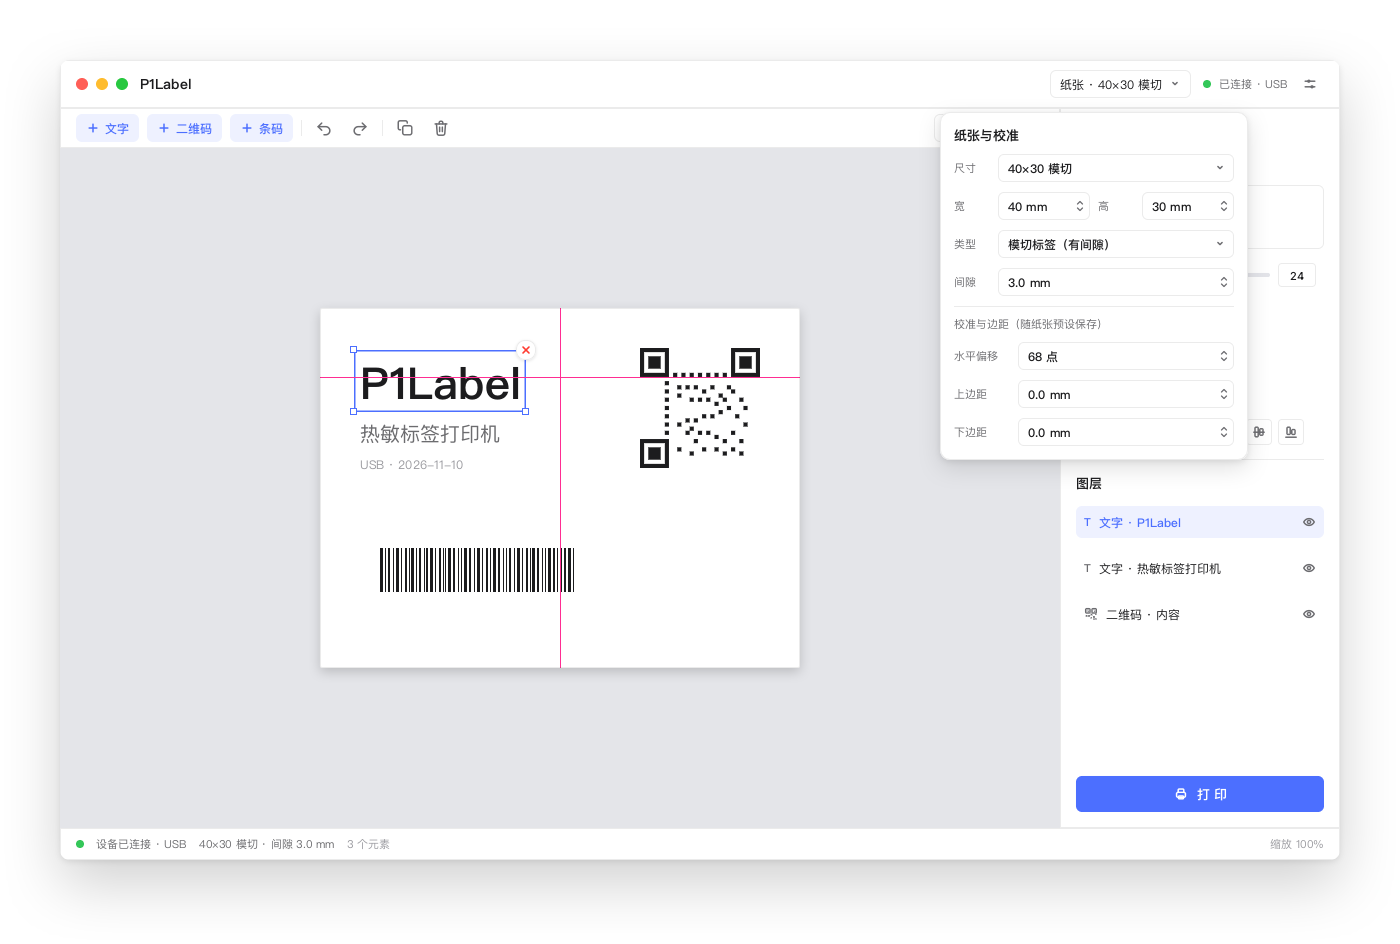 P1Label
纸张 · 40×30 模切
已连接 · USB
文字
二维码
条码
纸张与校准
尺寸
40×30 模切
宽
40 mm
高
30 mm
类型
模切标签（有间隙）
间隙
3.0 mm
24
校准与边距（随纸张预设保存）
水平偏移
68 点
上边距
0.0 mm
下边距
0.0 mm
P1Label
热敏标签打印机
USB · 2026–11–10
图层
T 文字 · P1Label
T 文字 · 热敏标签打印机
二维码 · 内容
打 印
设备已连接 · USB
40×30 模切 · 间隙 3.0 mm
3 个元素
缩放 100%